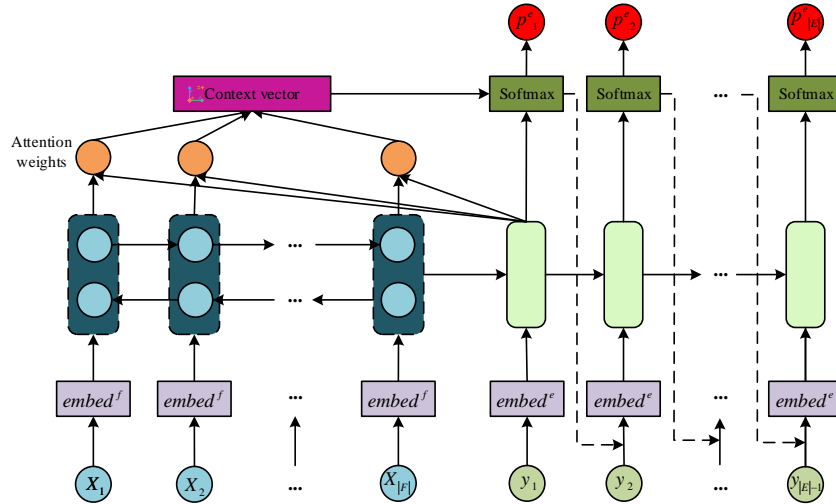 p^e_1 p^e_2 p^e_|E|
Context vector Softmax Softmax ... Softmax
Attention
weights
...
... ...
...
embed^f embed^f ... embed^f embed^e embed^e ... embed^e
X_1 X_2 ... X_|F| y_1 y_2 ... y_|E|-1